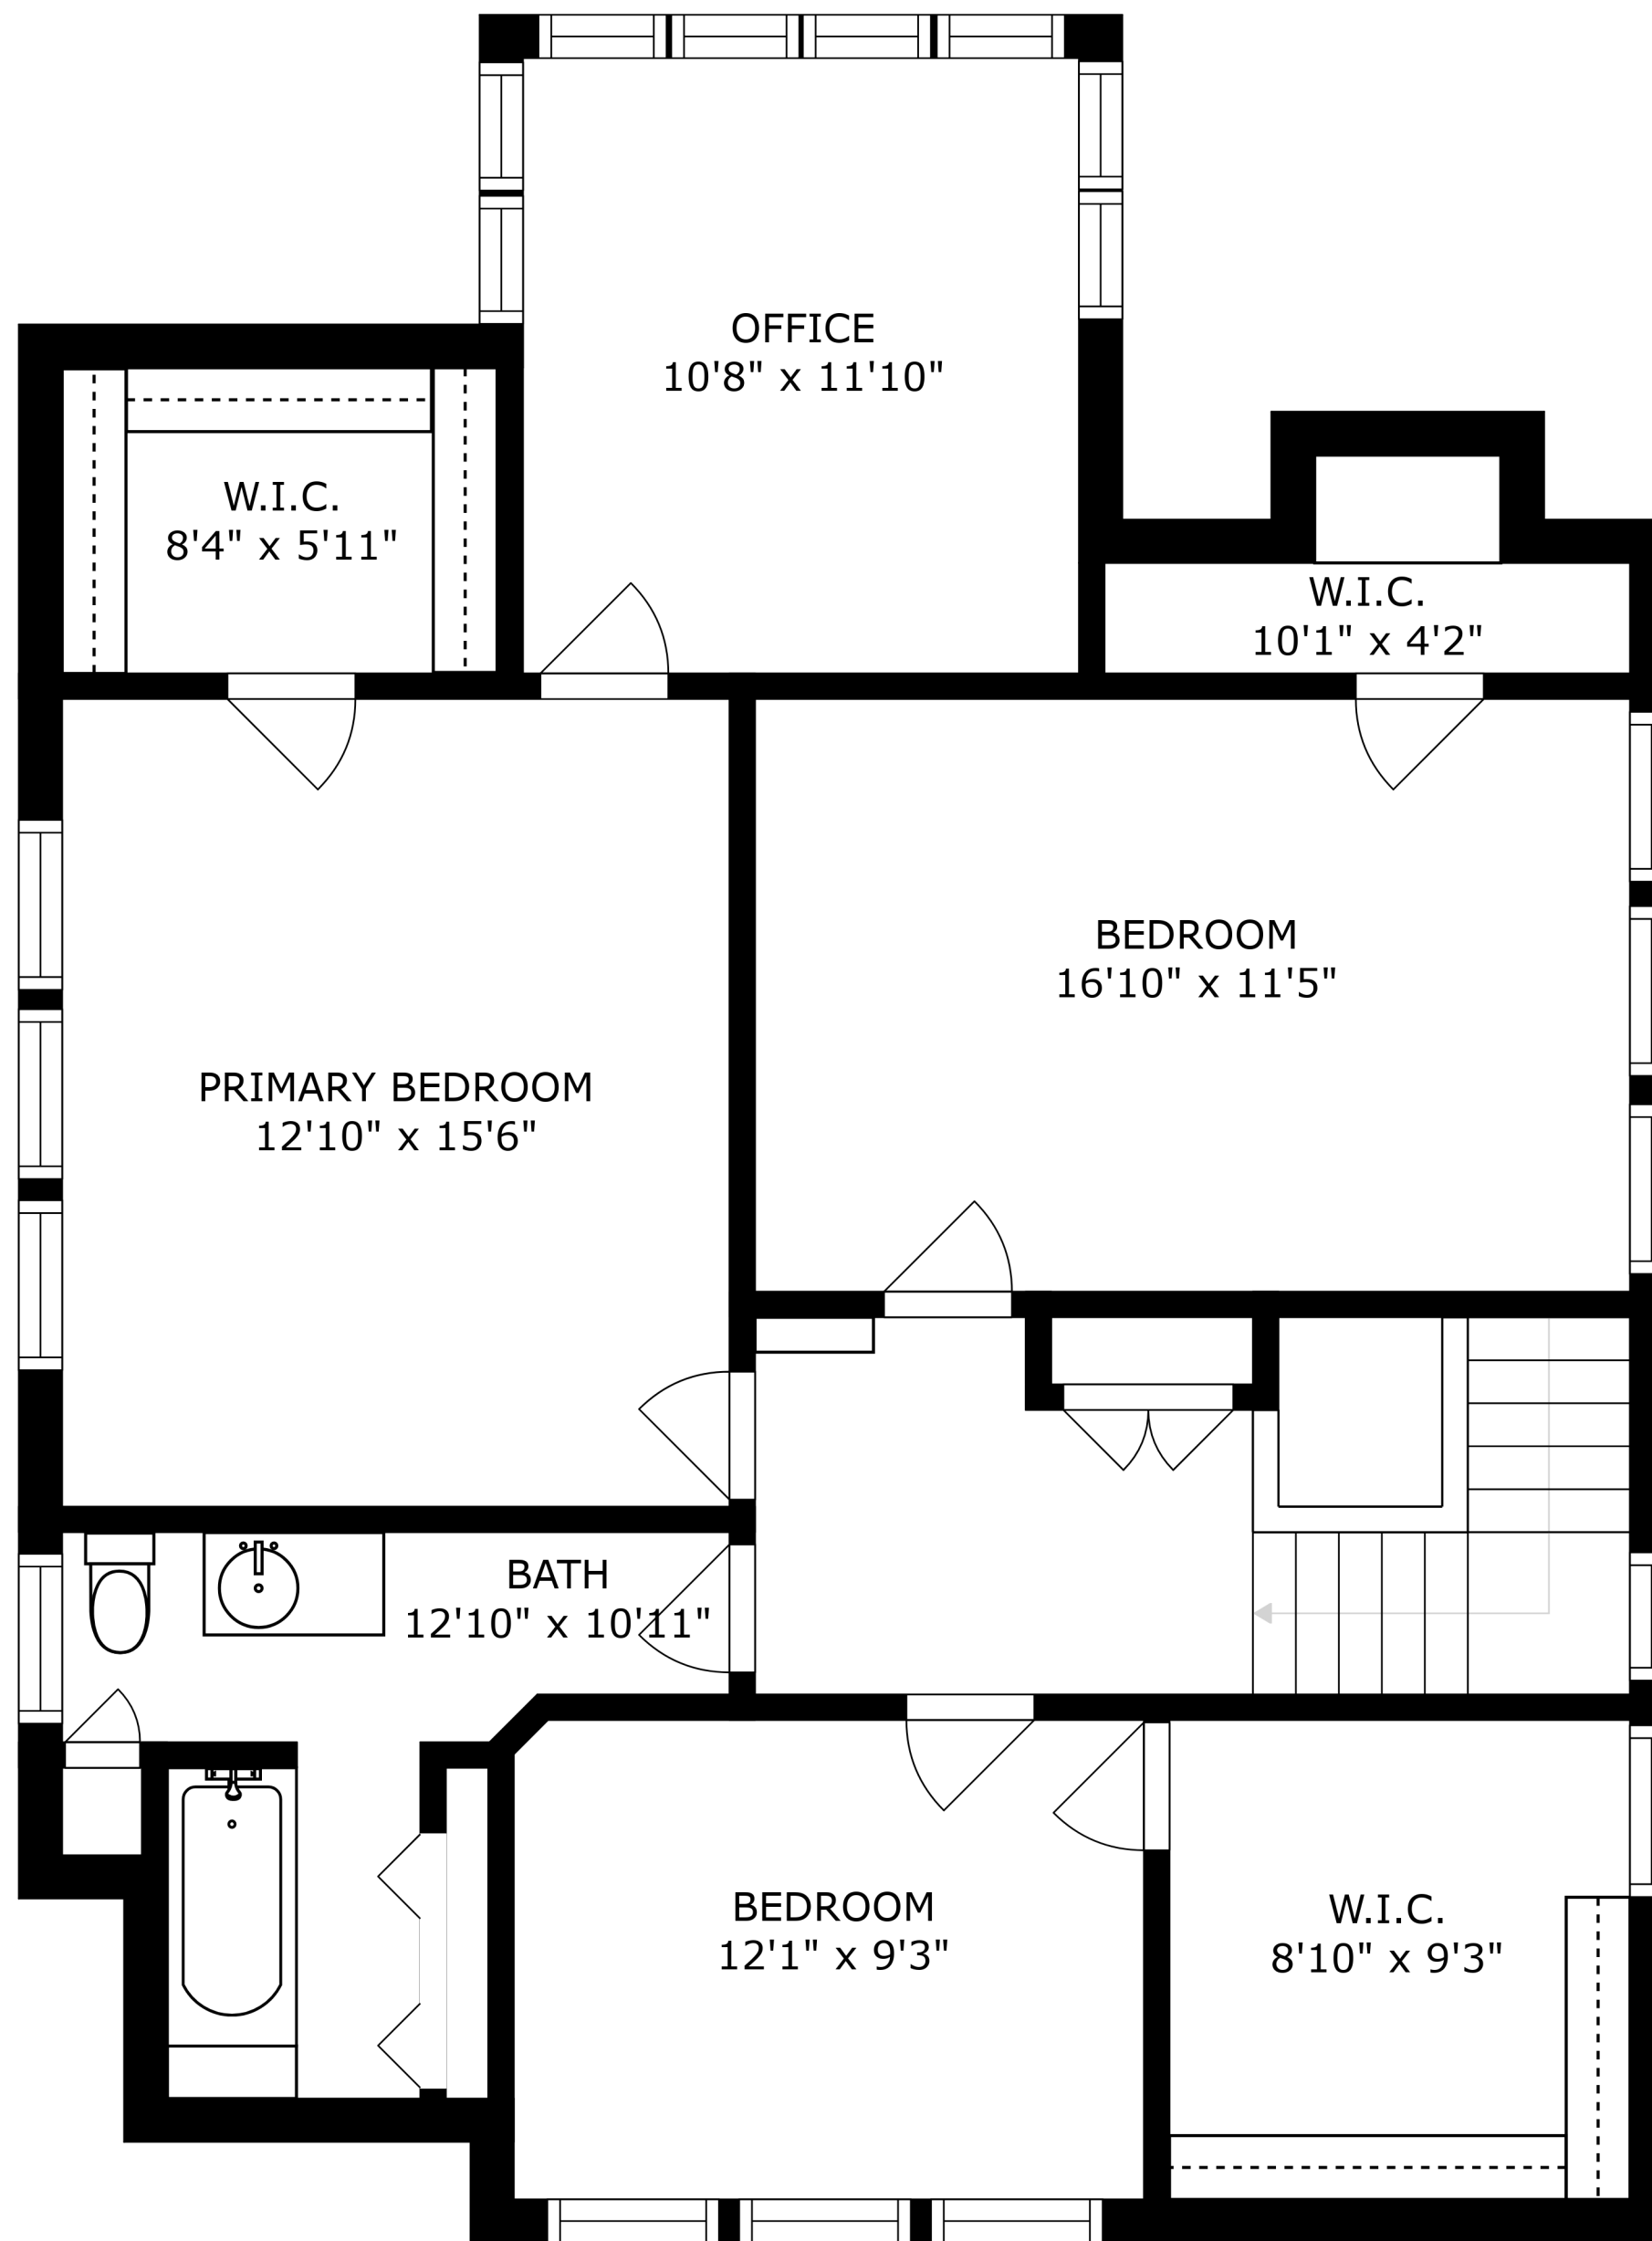 OFFICE
10'8" x 11'10"
W.I.C.
8'4" x 5'11"
W.I.C.
10'1" x 4'2"
BEDROOM
16'10" x 11'5"
PRIMARY BEDROOM
12'10" x 15'6"
BATH
12'10" x 10'11"
BEDROOM
12'1" x 9'3"
W.I.C.
8'10" x 9'3"